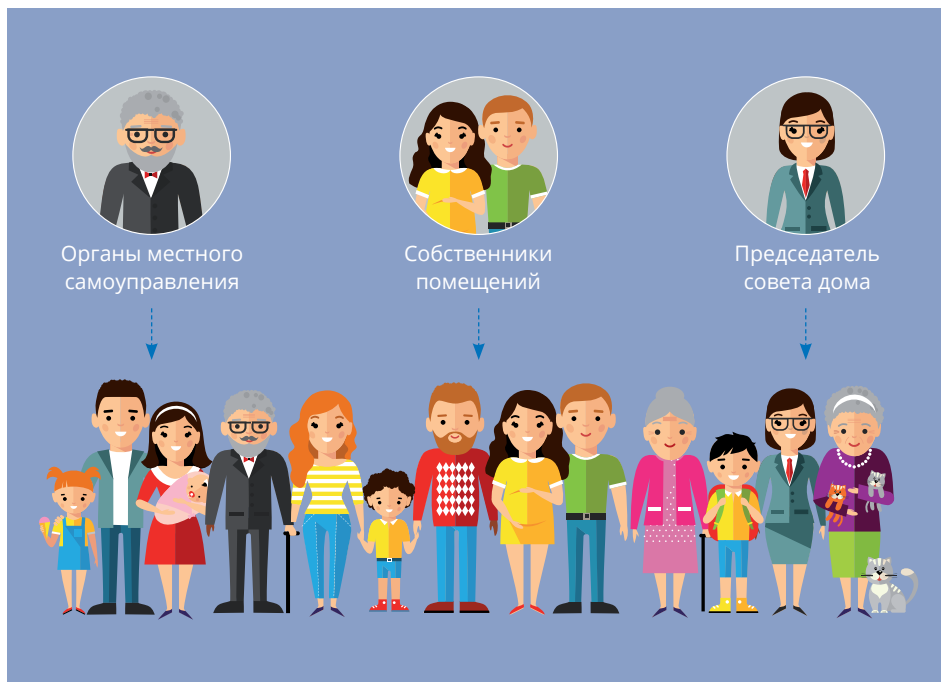 Органы местного
самоуправления
Собственники
помещений
Председатель
совета дома